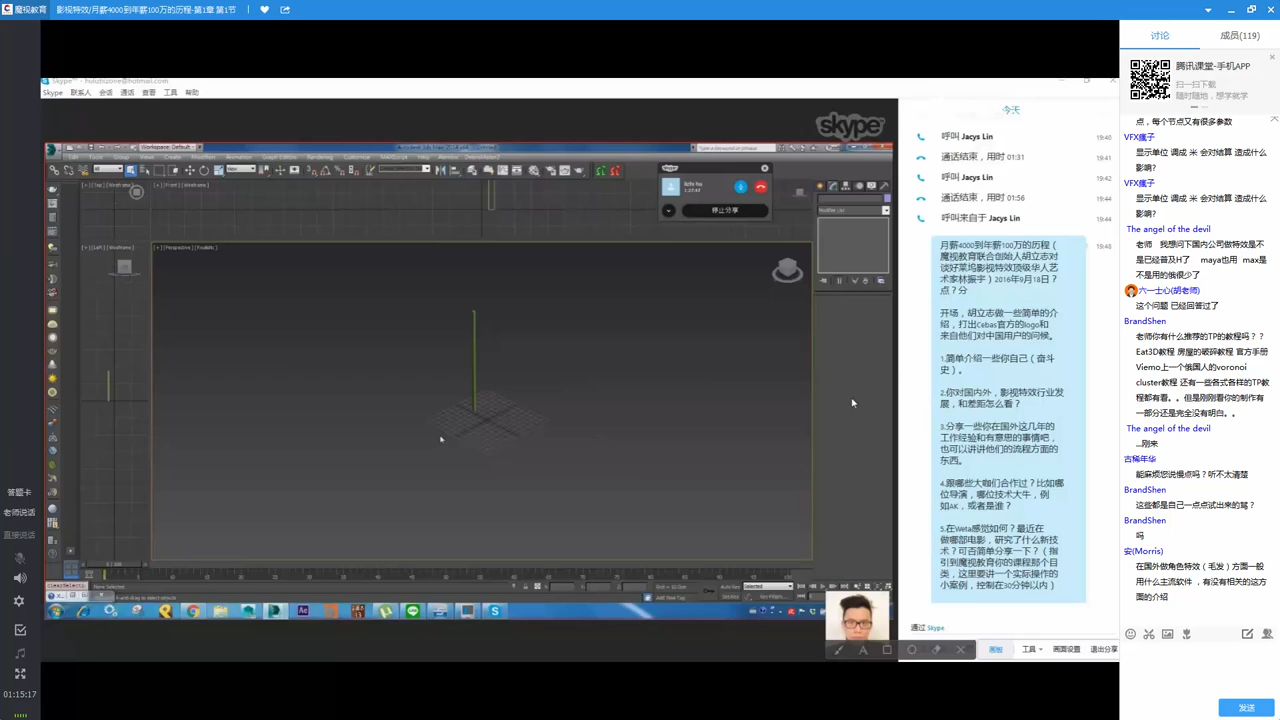 魔视教育
影视特效/月薪4000到年薪100万的历程-第1章 第1节
讨论
成员(119)
腾讯课堂-手机APP
扫一扫下载
随时随地，想学就学
Skype™ - huluzhizone@hotmail.com
Skype 联系人 会话 通话 查看 工具 帮助
skype
今天
呼叫 Jacys Lin 19:40
通话结束，用时 01:31 19:41
呼叫 Jacys Lin 19:42
通话结束，用时 01:56 19:44
呼叫来自于 Jacys Lin 19:44
19:48
月薪4000到年薪100万的历程（
魔视教育联合创始人胡立志对
谈好莱坞影视特效顶级华人艺
术家林振宇）2016年9月18日？
点？分
开场，胡立志做一些简单的介
绍，打出Cebas官方的logo和
来自他们对中国用户的问候。
1.简单介绍一些你自己（奋斗
史）。
2.你对国内外，影视特效行业发
展，和差距怎么看？
3.分享一些你在国外这几年的
工作经验和有意思的事情吧，
也可以讲讲他们的流程方面的
东西。
4.跟哪些大咖们合作过？比如哪
位导演，哪位技术大牛，例
如AK，或者是谁？
5.在Weta感觉如何？最近在
做哪部电影，研究了什么新技
术？可否简单分享一下？（指
引到魔视教育你的课程那个目
类，这里要讲一个实际操作的
小案例，控制在30分钟以内）
通过 Skype
画板 工具 画面设置 退出分享
Workspace: Default
停止分享
[+] [Top] [Wireframe]
[+] [Front] [Wireframe]
[+] [Left] [Wireframe]
[+] [Perspective] [Realistic]
点，每个节点又有很多参数
VFX瘋子
显示单位 调成 米 会对结算 造成什么
影响?
VFX瘋子
显示单位 调成 米 会对结算 造成什么
影响?
The angel of the devil
老师 我想问下国内公司做特效是不
是已经普及H了 maya也用 max是
不是用的很少了
六一士心(胡老师)
这个问题 已经回答过了
BrandShen
老师你有什么推荐的TP的教程吗？？
Eat3D教程 房屋的破碎教程 官方手册
Viemo上一个俄国人的voronoi
cluster教程 还有一些各式各样的TP教
程都有看。。但是刚刚看你的制作有
一部分还是完全没有明白。。
The angel of the devil
...刚来
古稀年华
能麻烦您说慢点吗？听不太清楚
BrandShen
这些都是自己一点点试出来的骂？
BrandShen
吗
安(Morris)
在国外做角色特效（毛发）方面一般
用什么主流软件 ，有没有相关的这方
面的介绍
发送
答题卡
老师说话
直接说话
01:15:17